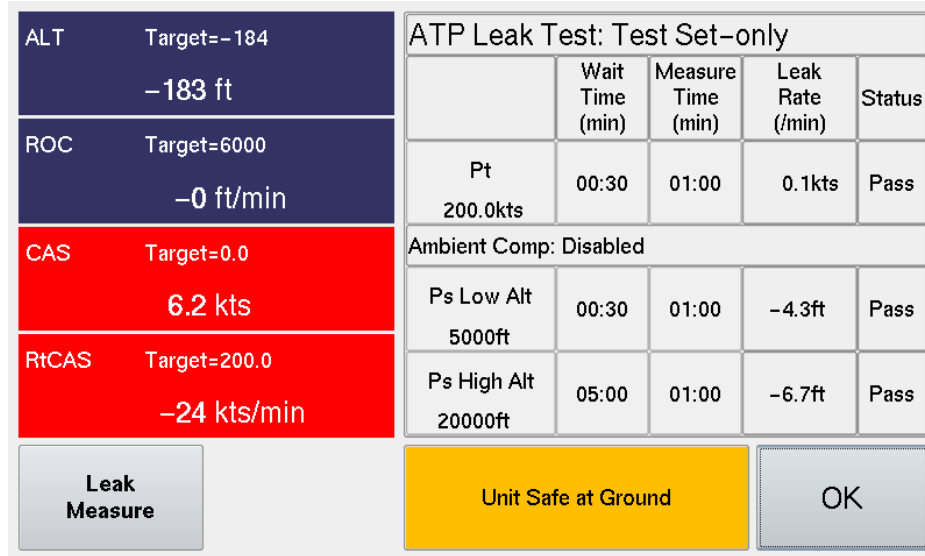 ALT Target=-184
-183 ft
ROC Target=6000
-0 ft/min
CAS Target=0.0
6.2 kts
RtCAS Target=200.0
-24 kts/min
Leak
Measure
ATP Leak Test: Test Set-only
Wait
Time
(min)
Measure
Time
(min)
Leak
Rate
(/min)
Status
Pt
200.0kts
00:30
01:00
0.1kts
Pass
Ambient Comp: Disabled
Ps Low Alt
5000ft
00:30
01:00
-4.3ft
Pass
Ps High Alt
20000ft
05:00
01:00
-6.7ft
Pass
Unit Safe at Ground
OK